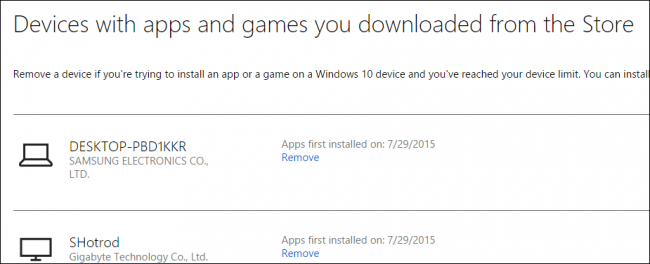 Devices with apps and games you downloaded from the Store
Remove a device if you're trying to install an app or a game on a Windows 10 device and you've reached your device limit. You can install
DESKTOP-PBD1KKR
SAMSUNG ELECTRONICS CO.,
LTD.
Apps first installed on: 7/29/2015
Remove
SHotrod
Gigabyte Technology Co., Ltd.
Apps first installed on: 7/29/2015
Remove